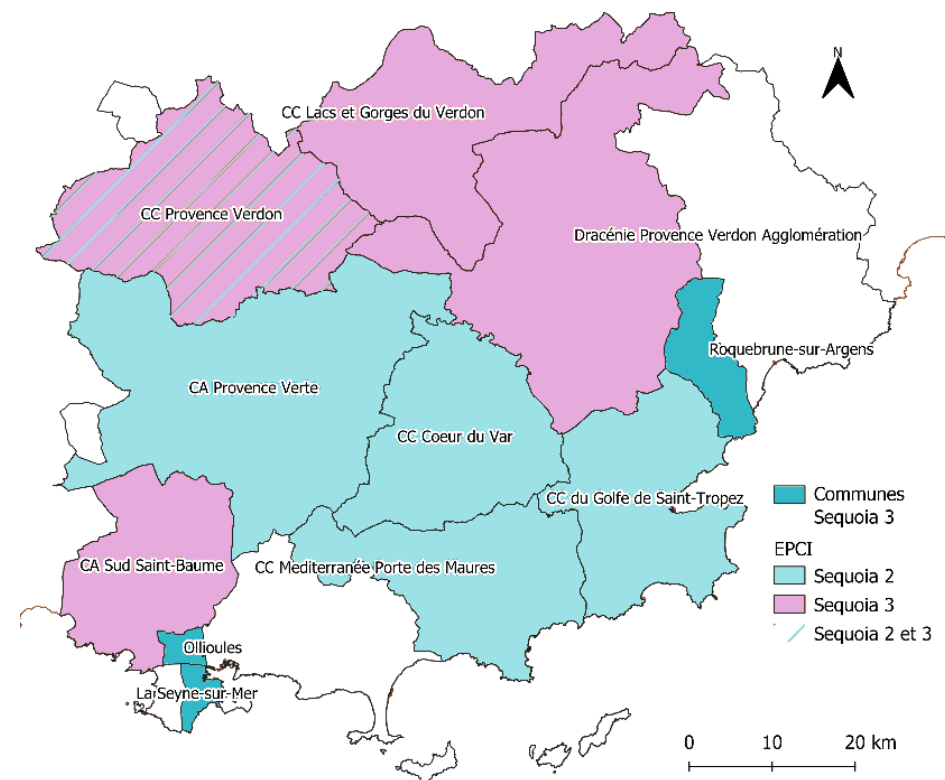 N
CC Lacs et Gorges du Verdon
CC Provence Verdon
Dracénie Provence Verdon Agglomération
Roquebrune-sur-Argens
CA Provence Verte
CC Coeur du Var
CC du Golfe de Saint-Tropez
CA Sud Saint-Baume
CC Mediterranée Porte des Maures
Ollioules
La Seyne-sur-Mer
Communes
Sequoia 3
EPCI
Sequoia 2
Sequoia 3
Sequoia 2 et 3
0 10 20 km